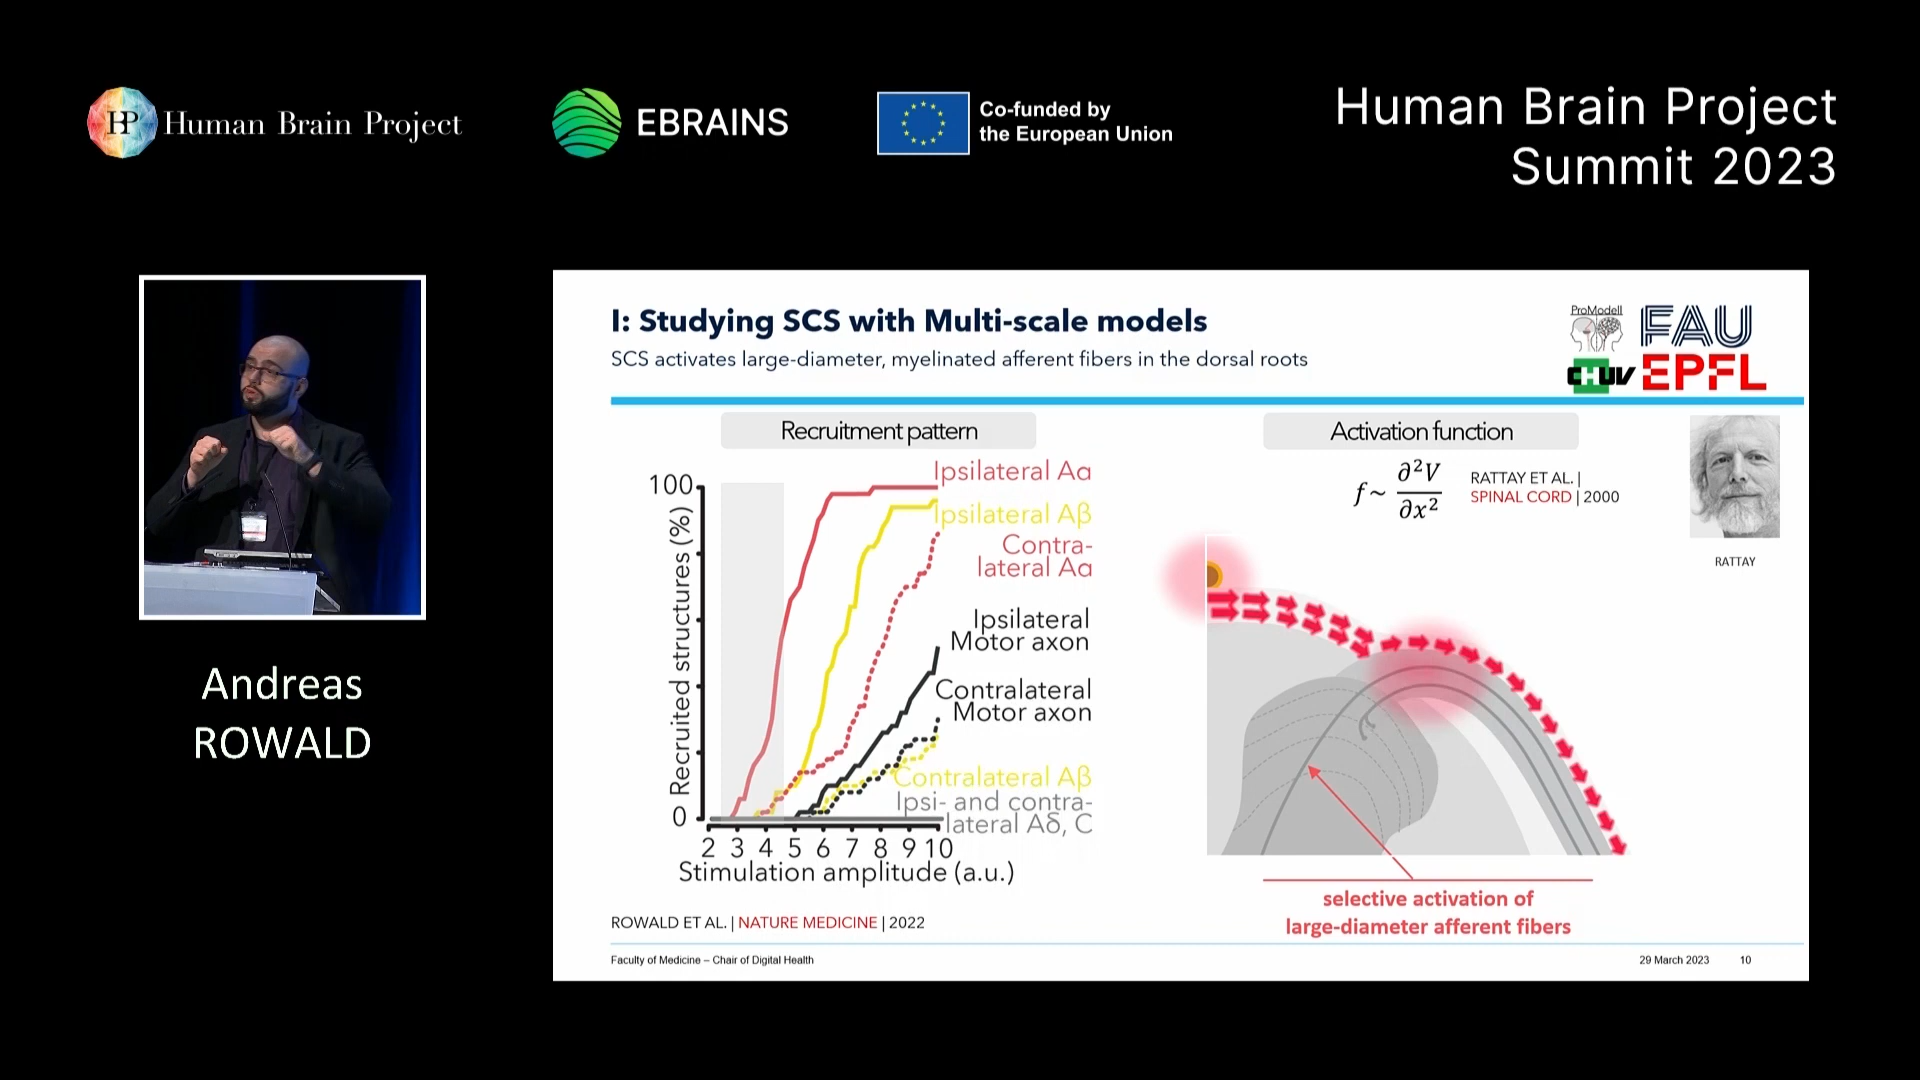 HP Human Brain Project
EBRAINS
Co-funded by
the European Union
Human Brain Project
Summit 2023
Andreas
ROWALD
I: Studying SCS with Multi-scale models
SCS activates large-diameter, myelinated afferent fibers in the dorsal roots
ProModell
FAU
CHUV EPFL
Recruitment pattern
Recruited structures (%)
100
0
Ipsilateral Aα
Ipsilateral Aβ
Contra-
lateral Aα
Ipsilateral
Motor axon
Contralateral
Motor axon
Contralateral Aβ
Ipsi- and contra-
lateral Aδ, C
2 3 4 5 6 7 8 9 10
Stimulation amplitude (a.u.)
ROWALD ET AL. | NATURE MEDICINE | 2022
Activation function
f ~ ∂²V / ∂x²
RATTAY ET AL. |
SPINAL CORD | 2000
RATTAY
selective activation of
large-diameter afferent fibers
Faculty of Medicine – Chair of Digital Health
29 March 2023 10